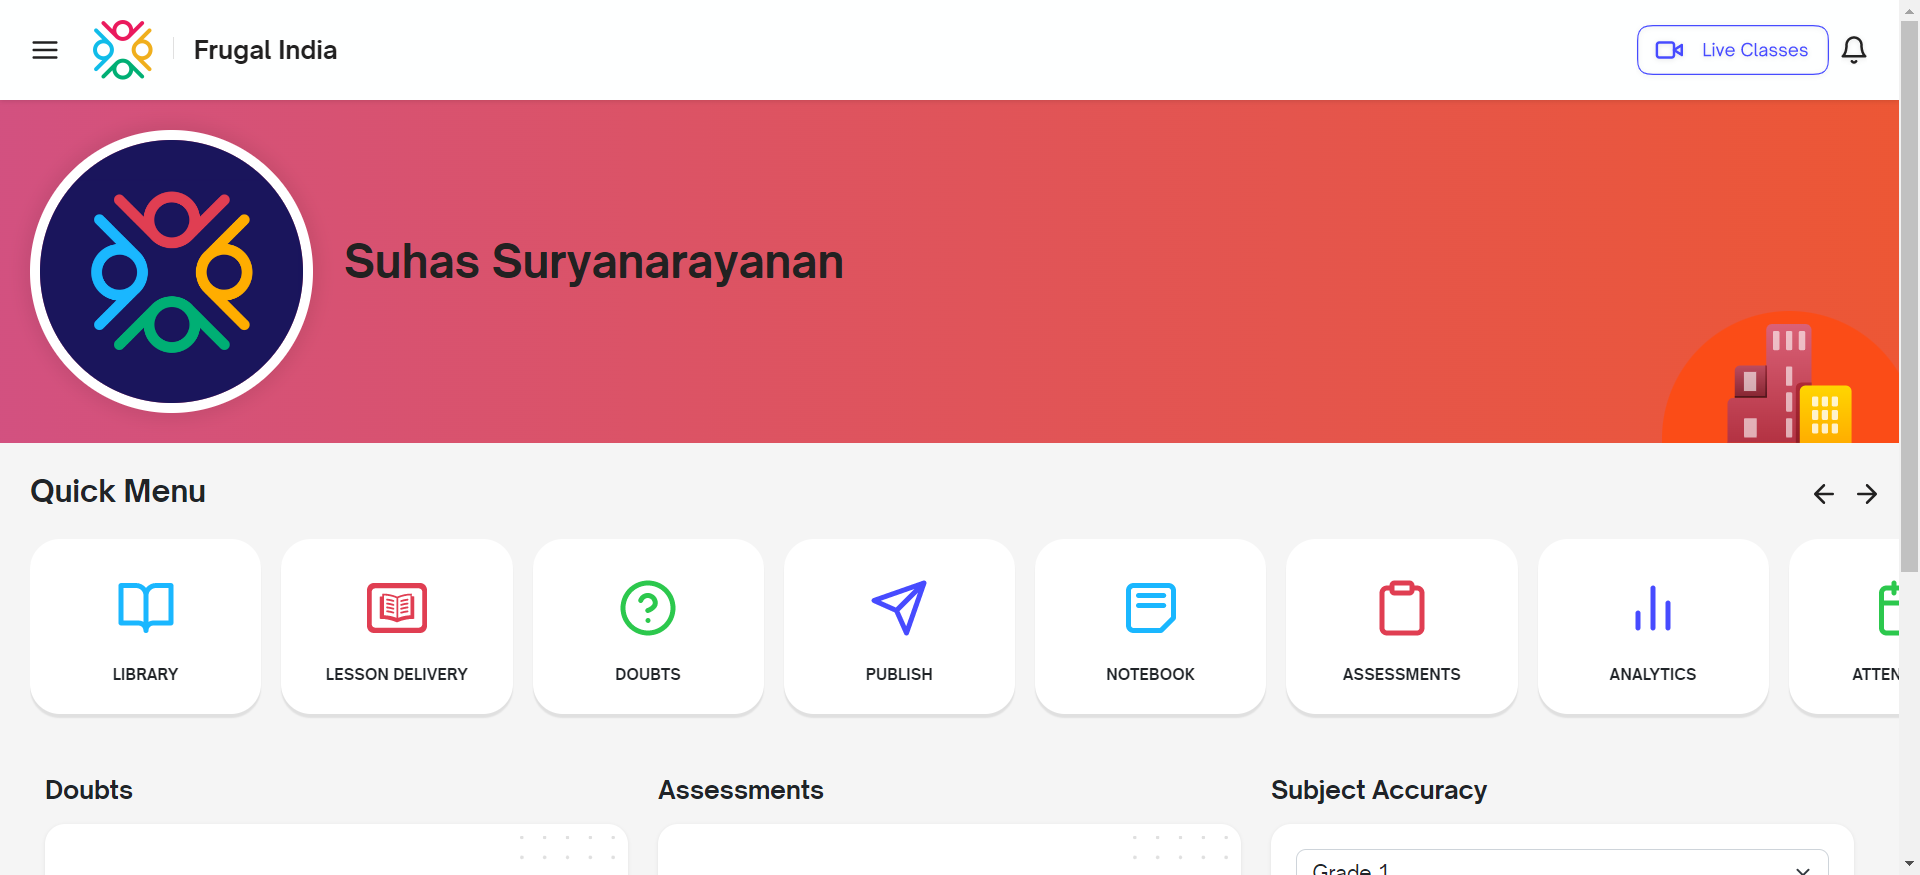 Frugal India
Live Classes
Suhas Suryanarayanan
Quick Menu
LIBRARY
LESSON DELIVERY
DOUBTS
PUBLISH
NOTEBOOK
ASSESSMENTS
ANALYTICS
ATTEN
Doubts
Assessments
Subject Accuracy
Grade 1